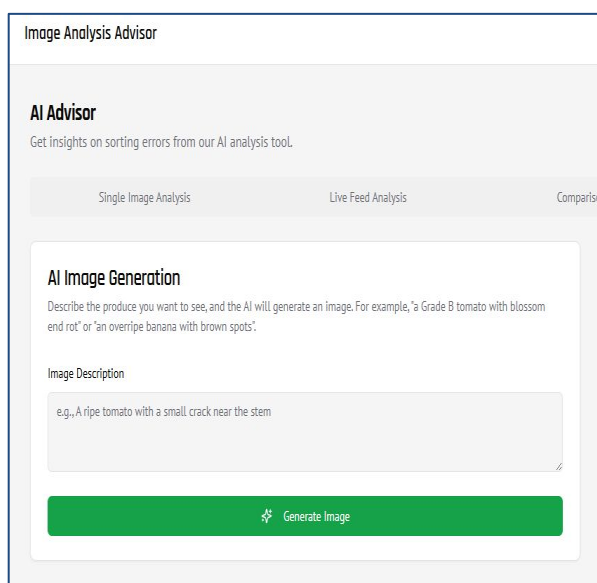 Image Analysis Advisor
AI Advisor
Get insights on sorting errors from our AI analysis tool.
Single Image Analysis
Live Feed Analysis
AI Image Generation
Describe the produce you want to see, and the AI will generate an image. For example, "a Grade B tomato with blossom
end rot" or "an overripe banana with brown spots".
Image Description
e.g., A ripe tomato with a small crack near the stem
Generate Image